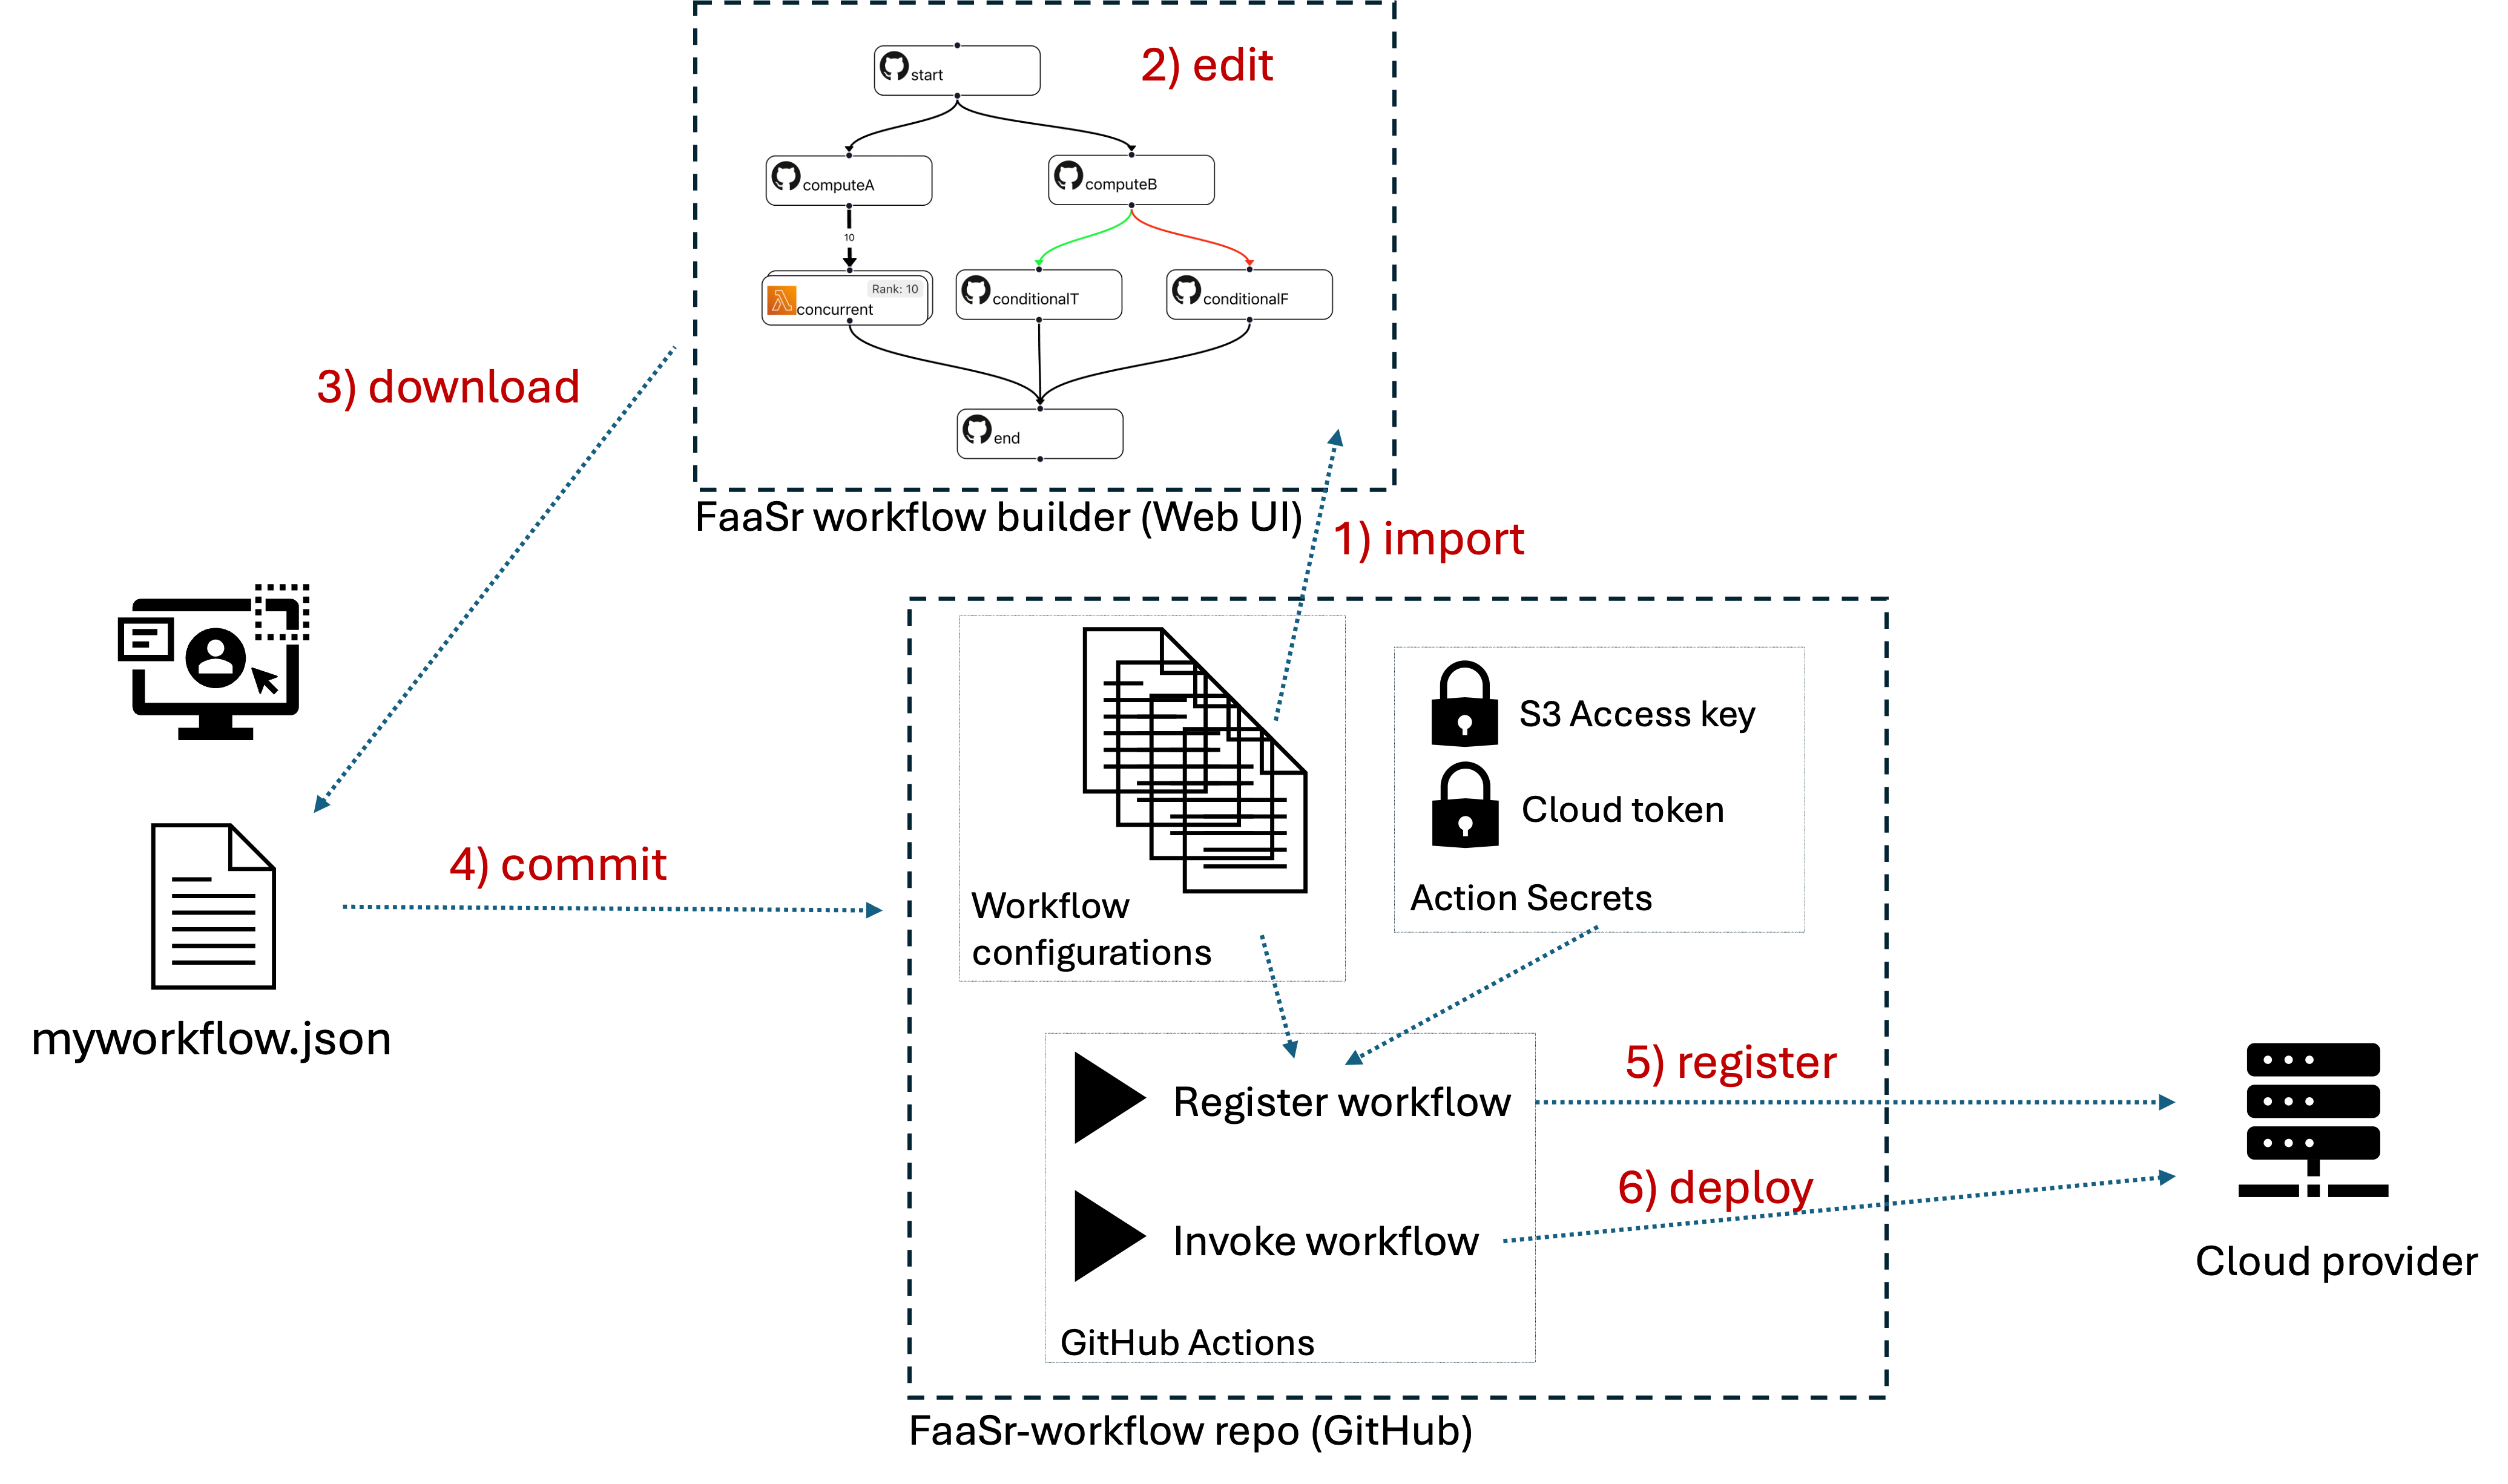 2) edit
start
computeA
computeB
10
Rank: 10
concurrent
conditionalT
conditionalF
end
FaaSr workflow builder (Web UI)
3) download
1) import
S3 Access key
Cloud token
Action Secrets
Workflow
configurations
4) commit
myworkflow.json
Register workflow
5) register
Invoke workflow
6) deploy
GitHub Actions
Cloud provider
FaaSr-workflow repo (GitHub)